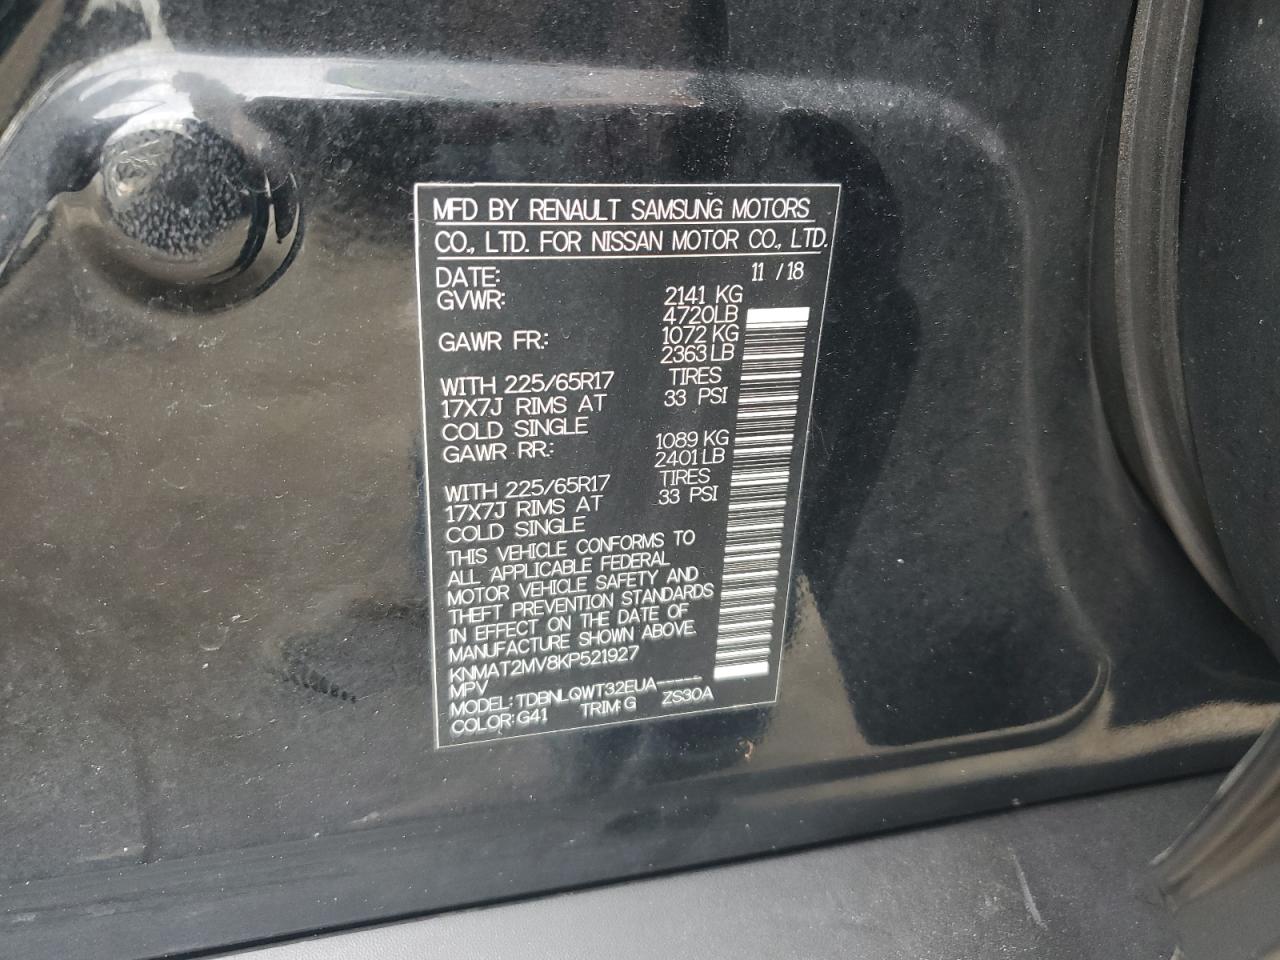 MFD BY RENAULT SAMSUNG MOTORS
CO., LTD. FOR NISSAN MOTOR CO., LTD.
DATE: 11 / 18
GVWR: 2141 KG
4720LB
GAWR FR: 1072 KG
2363 LB
WITH 225/65R17 TIRES
17X7J RIMS AT 33 PSI
COLD SINGLE
GAWR RR: 1089 KG
2401 LB
WITH 225/65R17 TIRES
17X7J RIMS AT 33 PSI
COLD SINGLE
THIS VEHICLE CONFORMS TO
ALL APPLICABLE FEDERAL
MOTOR VEHICLE SAFETY AND
THEFT PREVENTION STANDARDS
IN EFFECT ON THE DATE OF
MANUFACTURE SHOWN ABOVE.
KNMAT2MV8KP521927
MPV
MODEL: TDBNLQWT32EUA-----
COLOR: G41 TRIM: G ZS30A